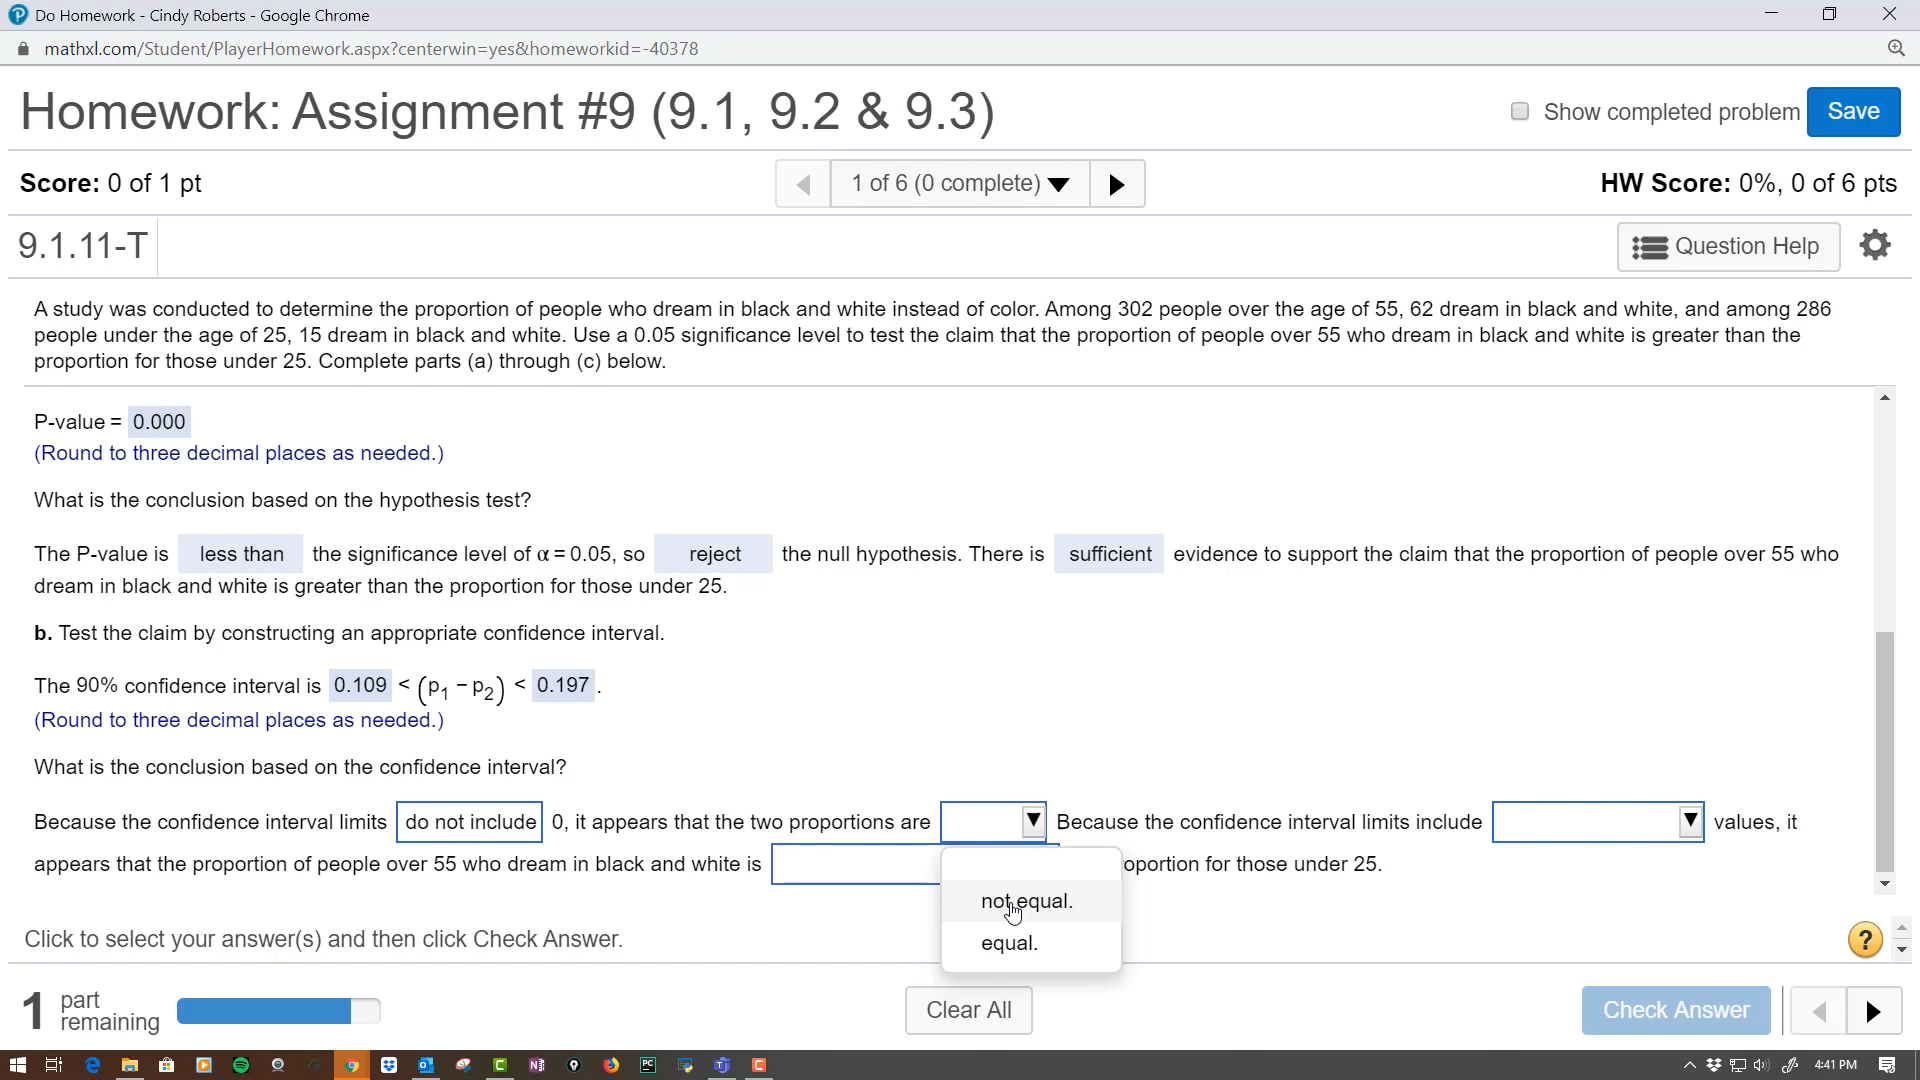 Do Homework - Cindy Roberts - Google Chrome
mathxl.com/Student/PlayerHomework.aspx?centerwin=yes&homeworkid=-40378
Homework: Assignment #9 (9.1, 9.2 & 9.3)
Show completed problem
Save
Score: 0 of 1 pt
1 of 6 (0 complete)
HW Score: 0%, 0 of 6 pts
9.1.11-T
Question Help
A study was conducted to determine the proportion of people who dream in black and white instead of color. Among 302 people over the age of 55, 62 dream in black and white, and among 286
people under the age of 25, 15 dream in black and white. Use a 0.05 significance level to test the claim that the proportion of people over 55 who dream in black and white is greater than the
proportion for those under 25. Complete parts (a) through (c) below.
P-value = 0.000
(Round to three decimal places as needed.)
What is the conclusion based on the hypothesis test?
The P-value is less than the significance level of α = 0.05, so reject the null hypothesis. There is sufficient evidence to support the claim that the proportion of people over 55 who
dream in black and white is greater than the proportion for those under 25.
b. Test the claim by constructing an appropriate confidence interval.
The 90% confidence interval is 0.109 < (p1 − p2) < 0.197.
(Round to three decimal places as needed.)
What is the conclusion based on the confidence interval?
Because the confidence interval limits do not include 0, it appears that the two proportions are Because the confidence interval limits include values, it
appears that the proportion of people over 55 who dream in black and white is oportion for those under 25.
not equal.
equal.
Click to select your answer(s) and then click Check Answer.
?
1 part
remaining
Clear All
Check Answer
4:41 PM